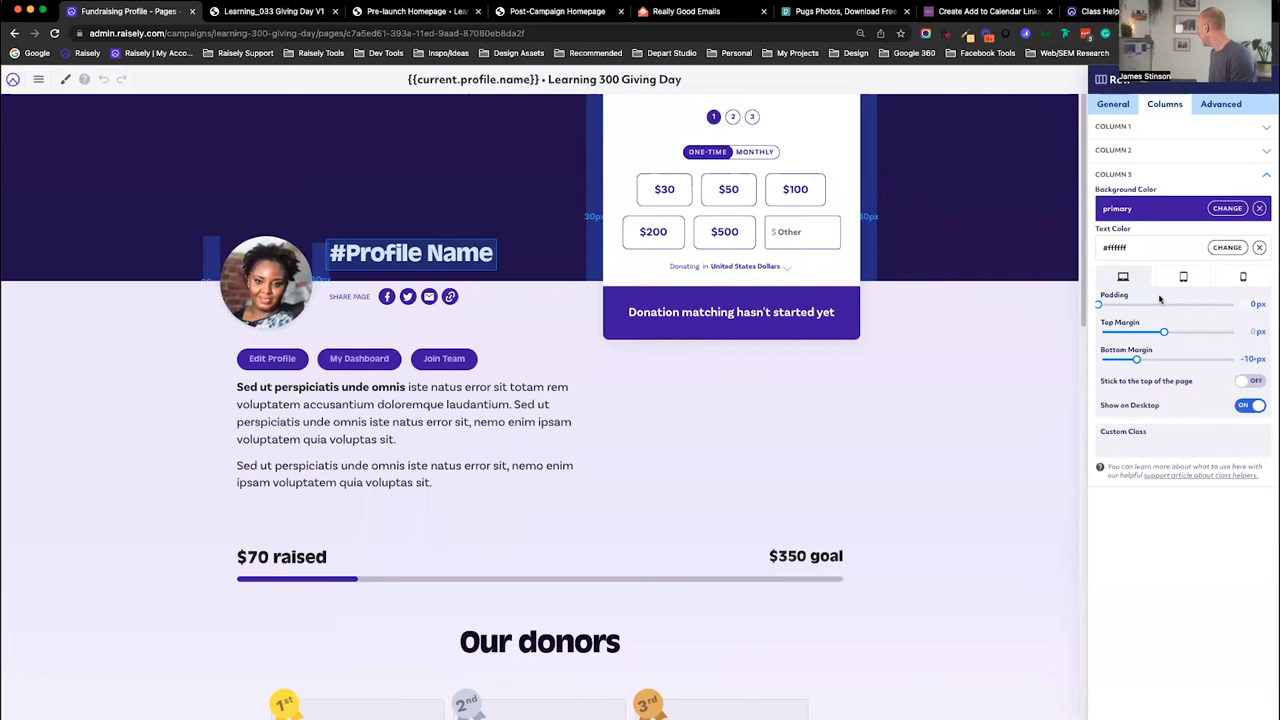 Fundraising Profile - Pages -
Learning_033 Giving Day V1
Pre-launch Homepage • Lear
Post-Campaign Homepage
Really Good Emails
Pugs Photos, Download Free
Create Add to Calendar Links
Class Help
admin.raisely.com/campaigns/learning-300-giving-day/pages/c7a5ed61-393a-11ed-9asd-87080eb8da2f
Google
Raisely
Raisely | My Acco...
Raisely Support
Raisely Tools
Dev Tools
Imact - Ideas
Recommended
Depart Studio
Personal
My Projects
Design
Google 360
Facebook Tools
Web/SEM Research
James Stinson
{{current.profile.name}} • Learning 300 Giving Day
General
Columns
Advanced
1
2
3
ONE-TIME
MONTHLY
$30
$50
$100
$200
$500
$ Other
Donating in United States Dollars
Donation matching hasn't started yet
30px
#Profile Name
SHARE PAGE
Edit Profile
My Dashboard
Join Team
Sed ut perspiciatis unde omnis iste natus error sit totam rem
voluptatem accusantium doloremque laudantium. Sed ut
perspiciatis unde omnis iste natus error sit, nemo enim ipsam
voluptatem quia voluptas sit.
Sed ut perspiciatis unde omnis iste natus error sit, nemo enim
ipsam voluptatem quia voluptas sit.
$70 raised
$350 goal
Our donors
1st
2nd
3rd
COLUMN 1
COLUMN 2
COLUMN 3
Background Color
primary
CHANGE
Text Color
#ffffff
CHANGE
Padding
0px
Top Margin
0px
Bottom Margin
Stick to the top of the page
OFF
Show on Desktop
ON
Custom Class
You can learn more about what to use here with
our helpful support article about class helpers.